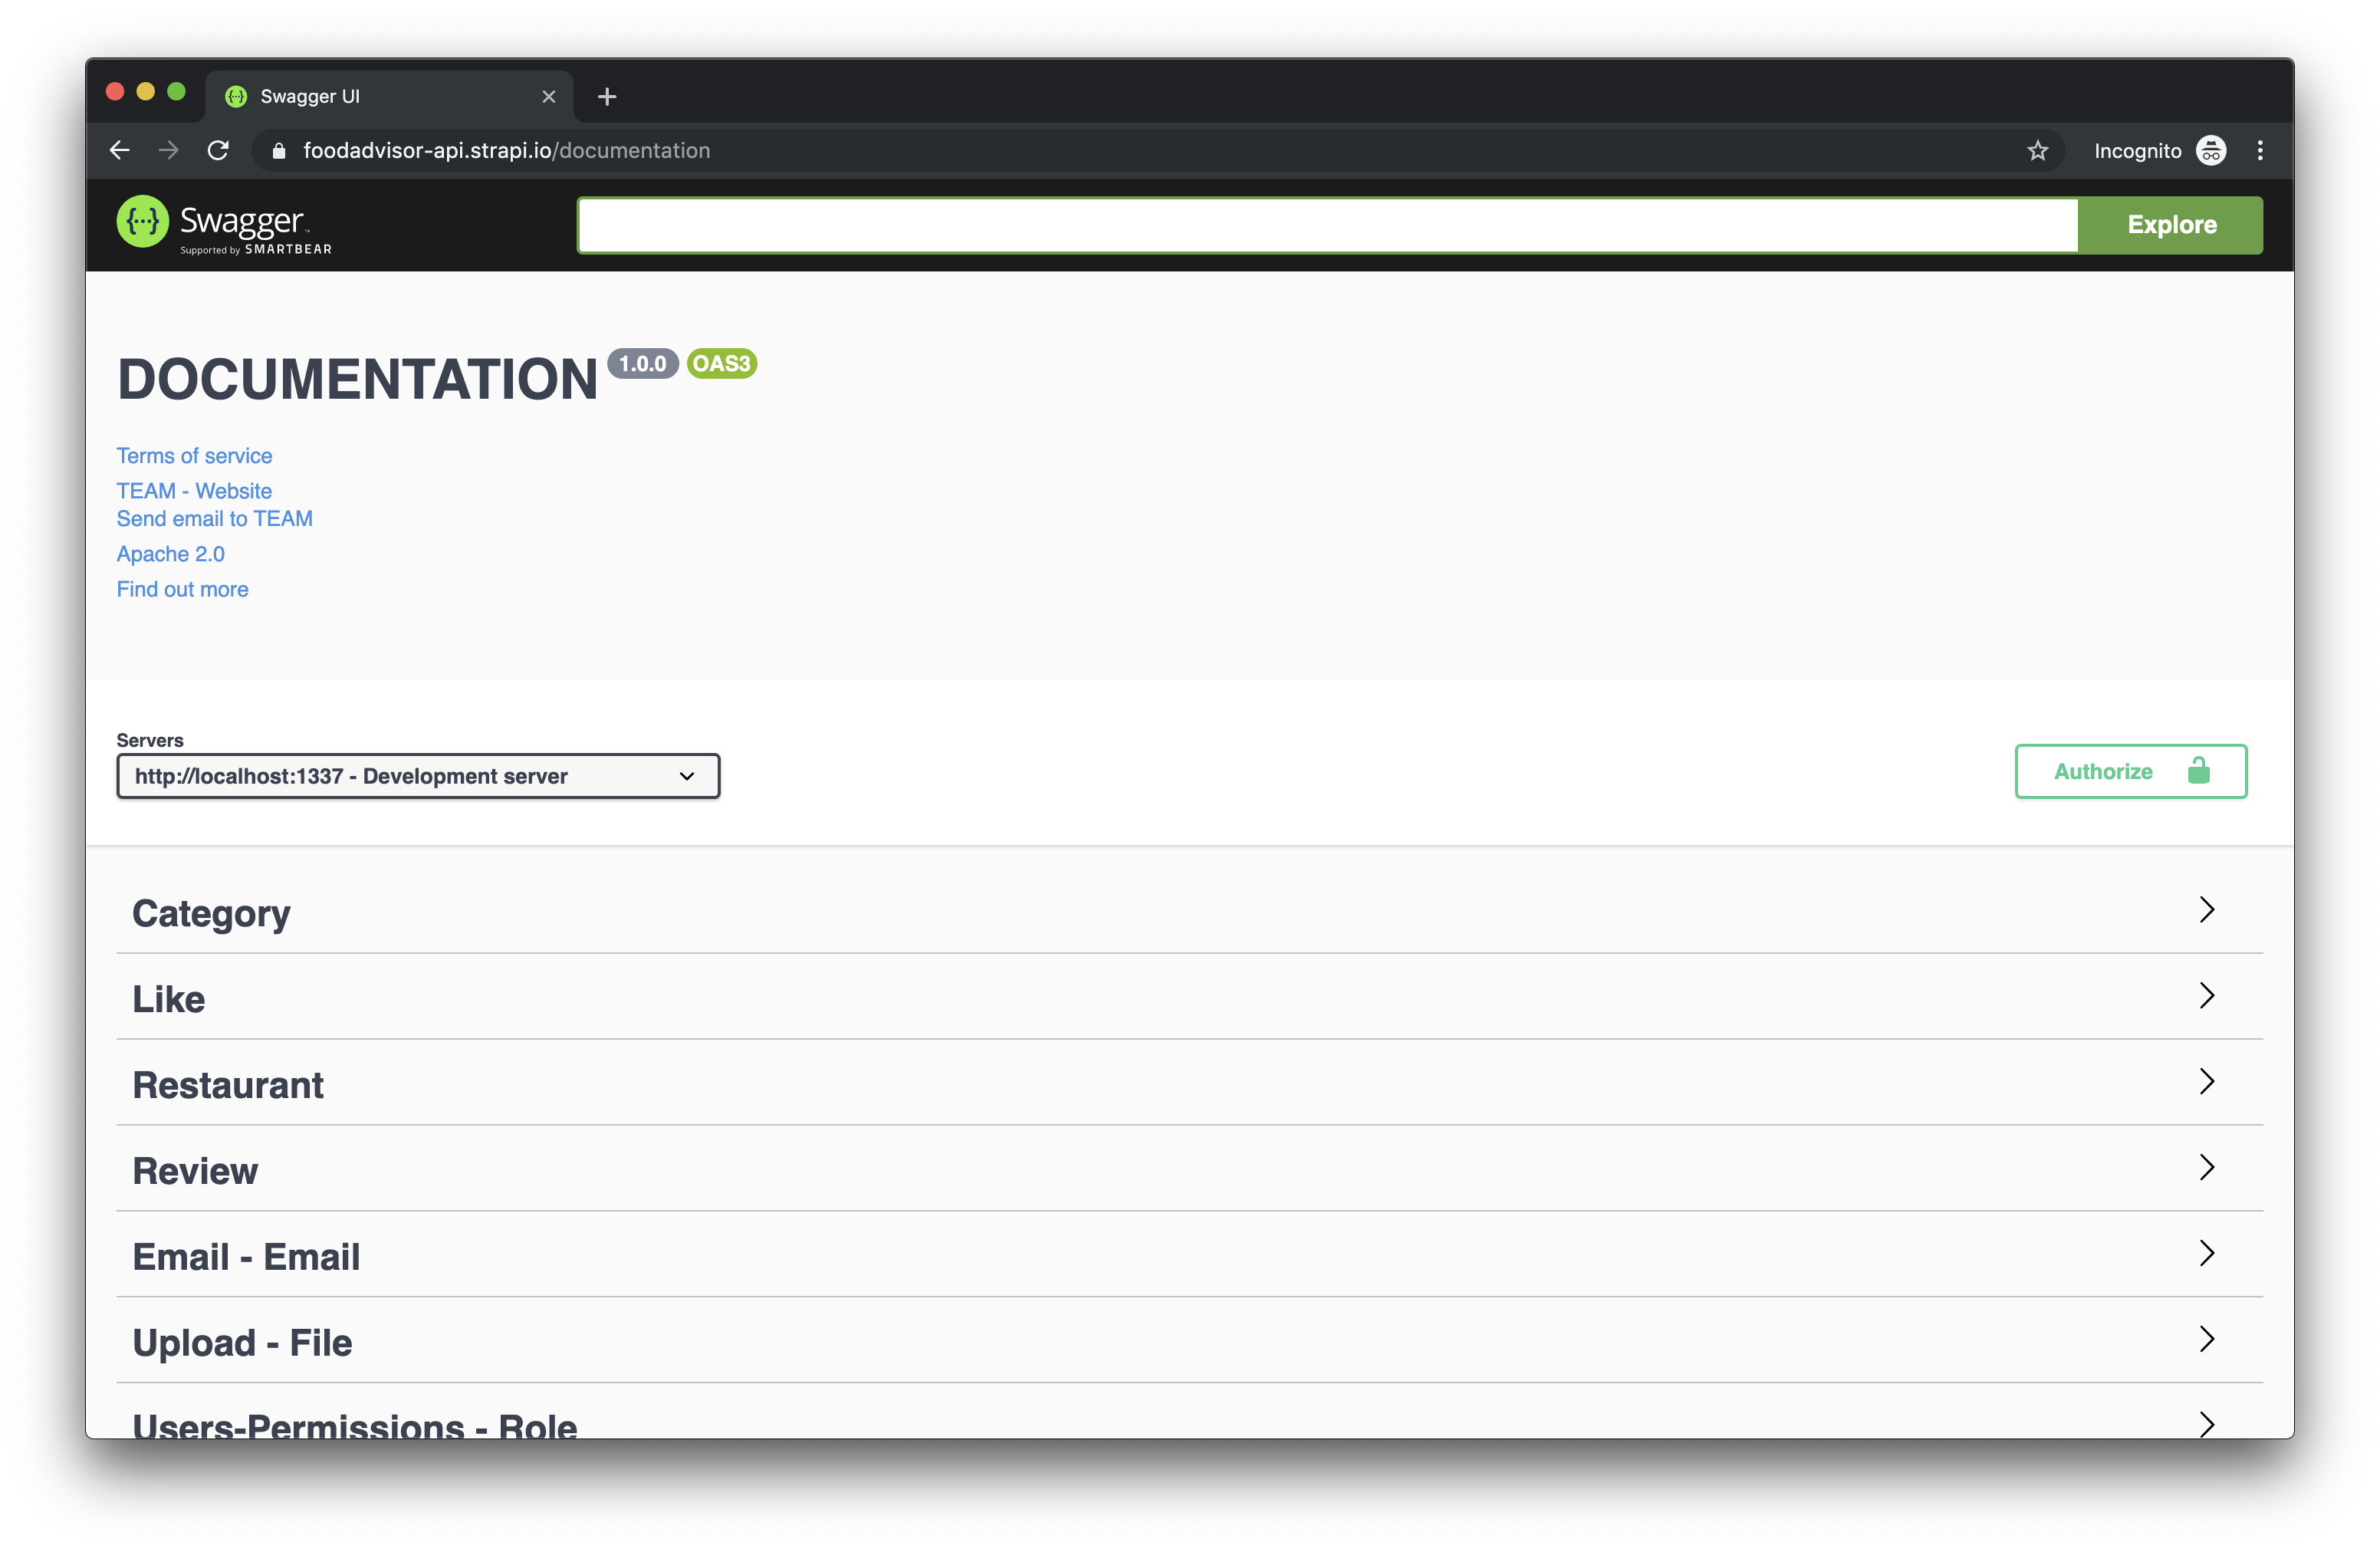 Swagger UI
foodadvisor-api.strapi.io/documentation
Incognito
{···} Swagger™
Supported by SMARTBEAR
Explore
DOCUMENTATION 1.0.0 OAS3
Terms of service
TEAM - Website
Send email to TEAM
Apache 2.0
Find out more
Servers
http://localhost:1337 - Development server
Authorize
Category
Like
Restaurant
Review
Email - Email
Upload - File
Users-Permissions - Role